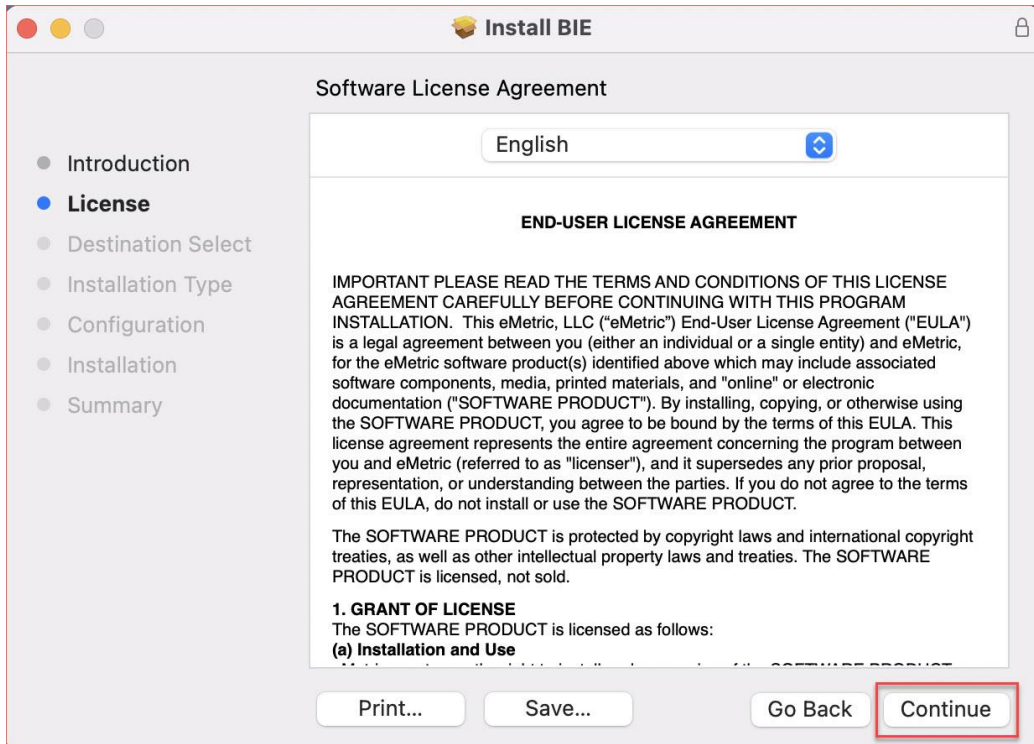 Install BIE
Software License Agreement
Introduction
License
Destination Select
Installation Type
Configuration
Installation
Summary
English
END-USER LICENSE AGREEMENT
IMPORTANT PLEASE READ THE TERMS AND CONDITIONS OF THIS LICENSE
AGREEMENT CAREFULLY BEFORE CONTINUING WITH THIS PROGRAM
INSTALLATION.  This eMetric, LLC (“eMetric”) End-User License Agreement ("EULA")
is a legal agreement between you (either an individual or a single entity) and eMetric,
for the eMetric software product(s) identified above which may include associated
software components, media, printed materials, and "online" or electronic
documentation ("SOFTWARE PRODUCT"). By installing, copying, or otherwise using
the SOFTWARE PRODUCT, you agree to be bound by the terms of this EULA. This
license agreement represents the entire agreement concerning the program between
you and eMetric (referred to as "licenser"), and it supersedes any prior proposal,
representation, or understanding between the parties. If you do not agree to the terms
of this EULA, do not install or use the SOFTWARE PRODUCT.
The SOFTWARE PRODUCT is protected by copyright laws and international copyright
treaties, as well as other intellectual property laws and treaties. The SOFTWARE
PRODUCT is licensed, not sold.
1. GRANT OF LICENSE
The SOFTWARE PRODUCT is licensed as follows:
(a) Installation and Use
Print...
Save...
Go Back
Continue